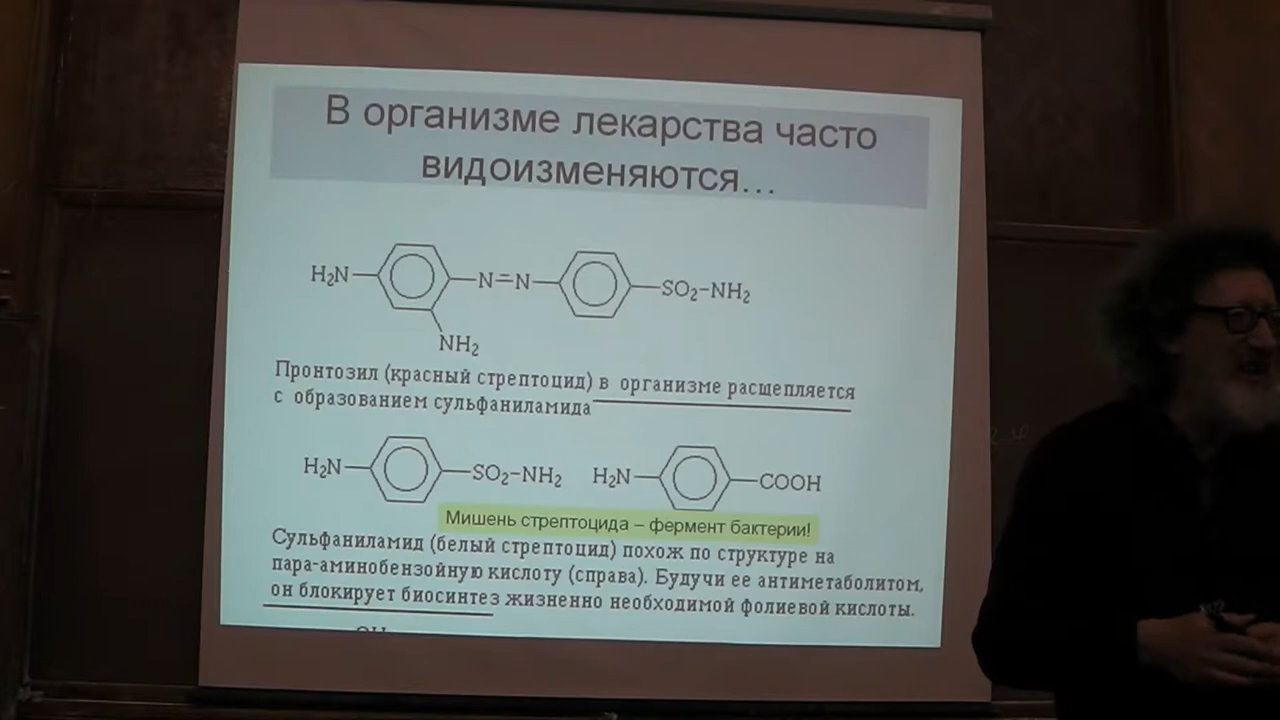 В организме лекарства часто
видоизменяются...
H₂N N=N SO₂-NH₂
NH₂
Пронтозил (красный стрептоцид) в организме расщепляется
с образованием сульфаниламида
H₂N SO₂-NH₂ H₂N COOH
Мишень стрептоцида – фермент бактерии!
Сульфаниламид (белый стрептоцид) похож по структуре на
пара-аминобензойную кислоту (справа). Будучи ее антиметаболитом,
он блокирует биосинтез жизненно необходимой фолиевой кислоты.